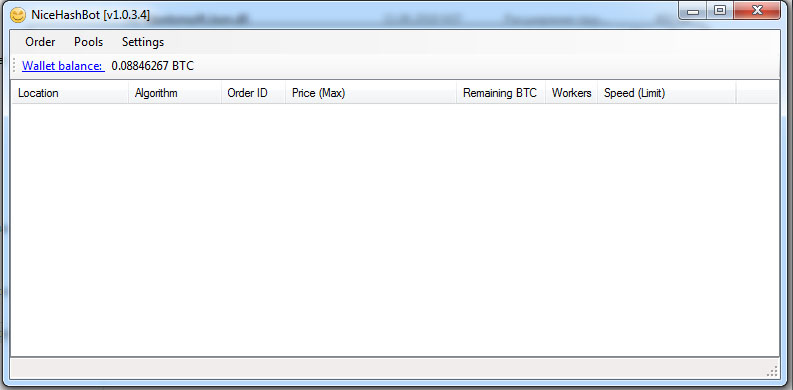 NiceHashBot [v1.0.3.4]
Order Pools Settings
Wallet balance: 0.08846267 BTC
Location Algorithm Order ID Price (Max) Remaining BTC Workers Speed (Limit)